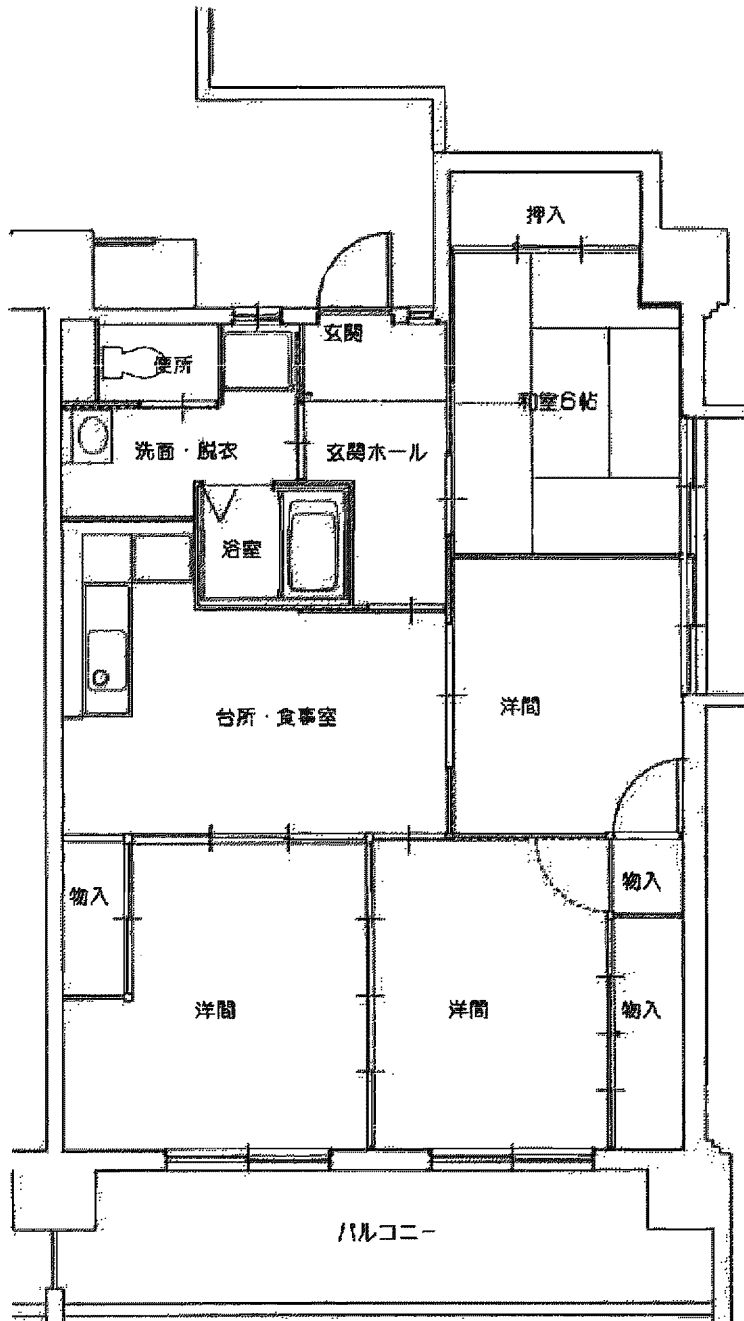 押入
玄関
便所
和室6帖
洗面・脱衣
玄関ホール
浴室
洋間
台所・食事室
物入
物入
洋間
洋間
物入
バルコニー